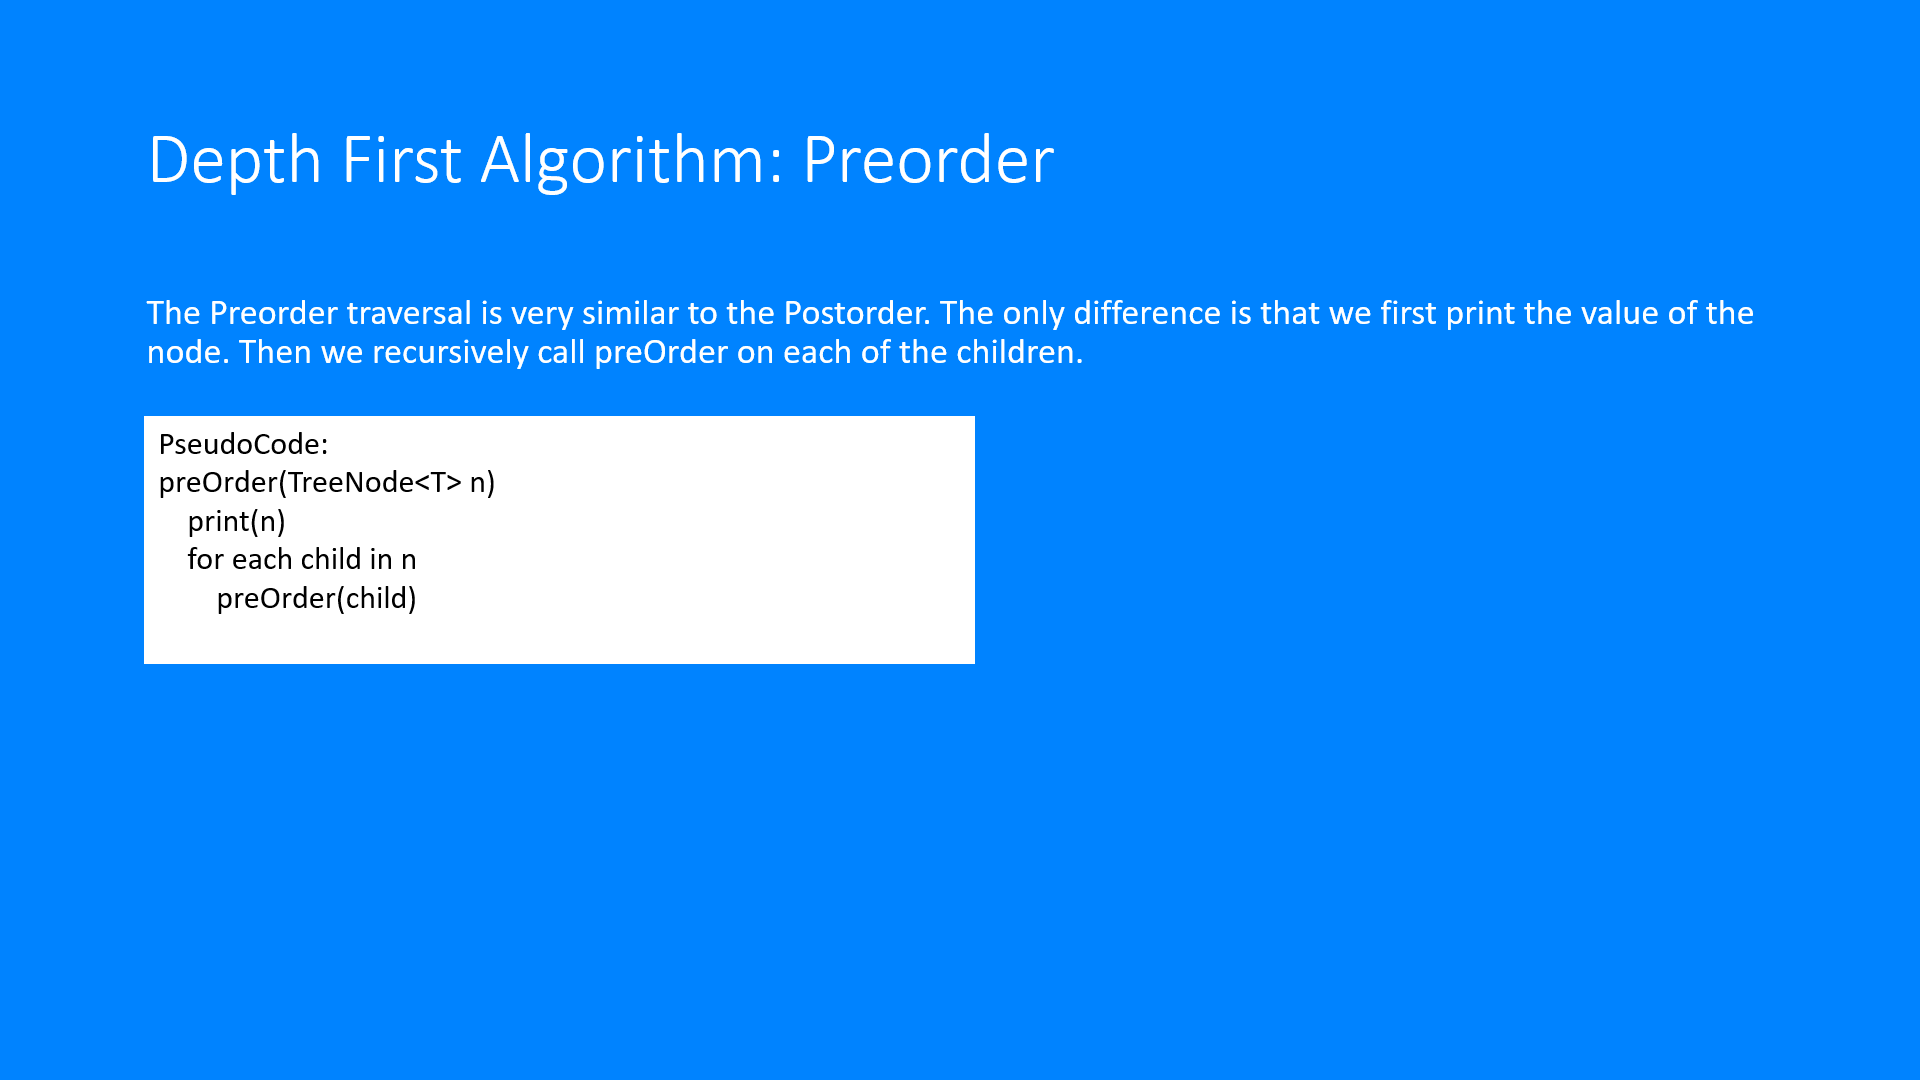 Depth First Algorithm: Preorder
The Preorder traversal is very similar to the Postorder. The only difference is that we first print the value of the
node. Then we recursively call preOrder on each of the children.
PseudoCode:
preOrder(TreeNode<T> n)
print(n)
for each child in n
preOrder(child)